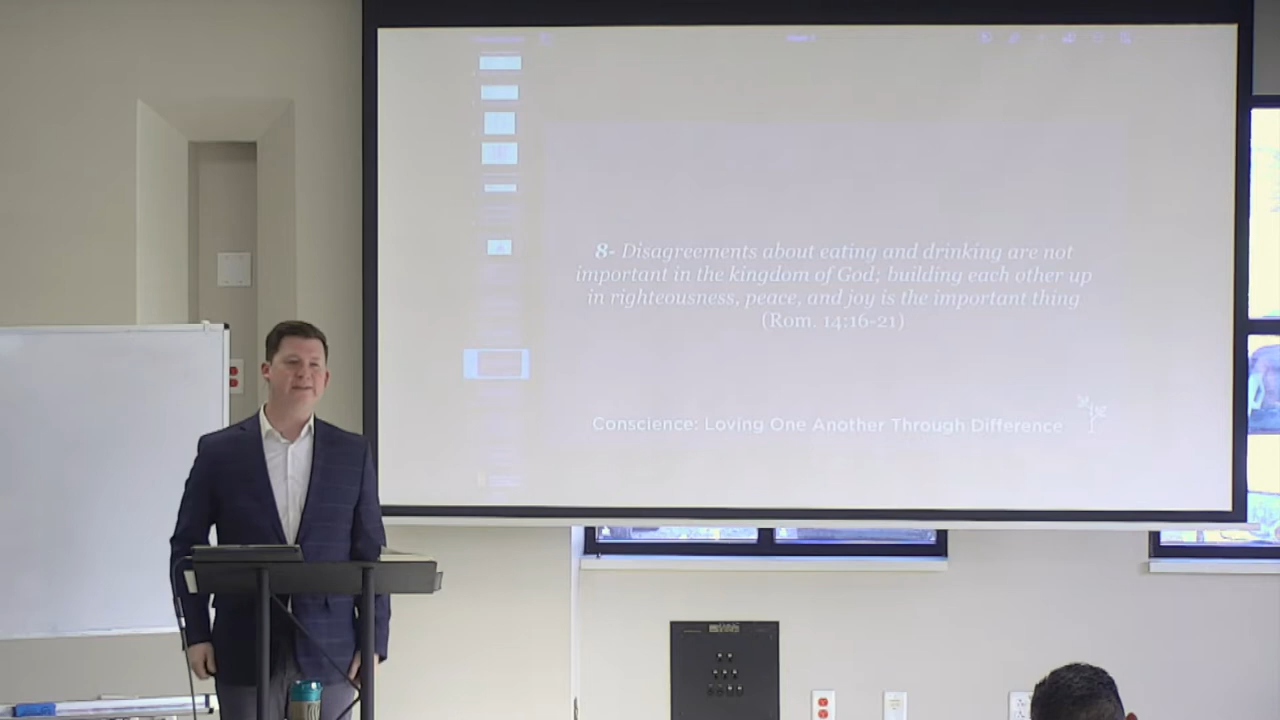 8- Disagreements about eating and drinking are not
important in the kingdom of God; building each other up
in righteousness, peace, and joy is the important thing
(Rom. 14:16-21)
Conscience: Loving One Another Through Difference